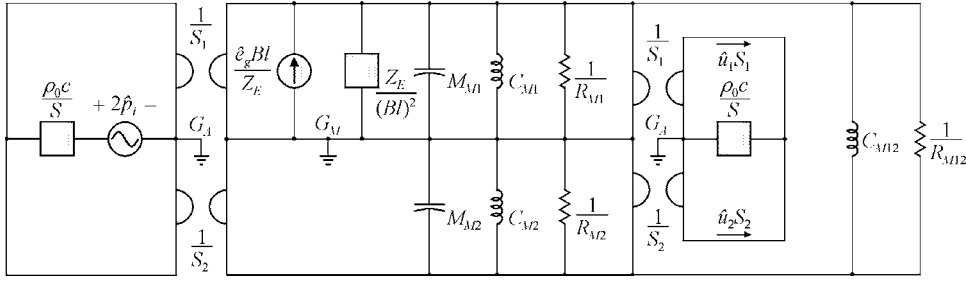 1/S₁
ρ₀c/S
+ 2p̂ᵢ −
G_A
1/S₂
ê_g Bl/Z_E
Z_E/(Bl)²
G_M
M_M1
C_M1
1/R_M1
M_M2
C_M2
1/R_M2
1/S₁
G_A
1/S₂
û₁S₁
ρ₀c/S
û₂S₂
C_M12
1/R_M12